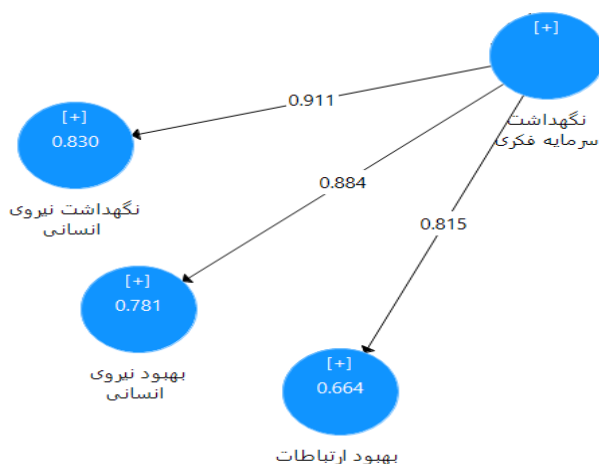 [+]
نگهداشت
سرمایه فکری
0.911
[+]
0.830
نگهداشت نیروی
انسانی
0.884
[+]
0.781
بهبود نیروی
انسانی
0.815
[+]
0.664
بهبود ارتباطات